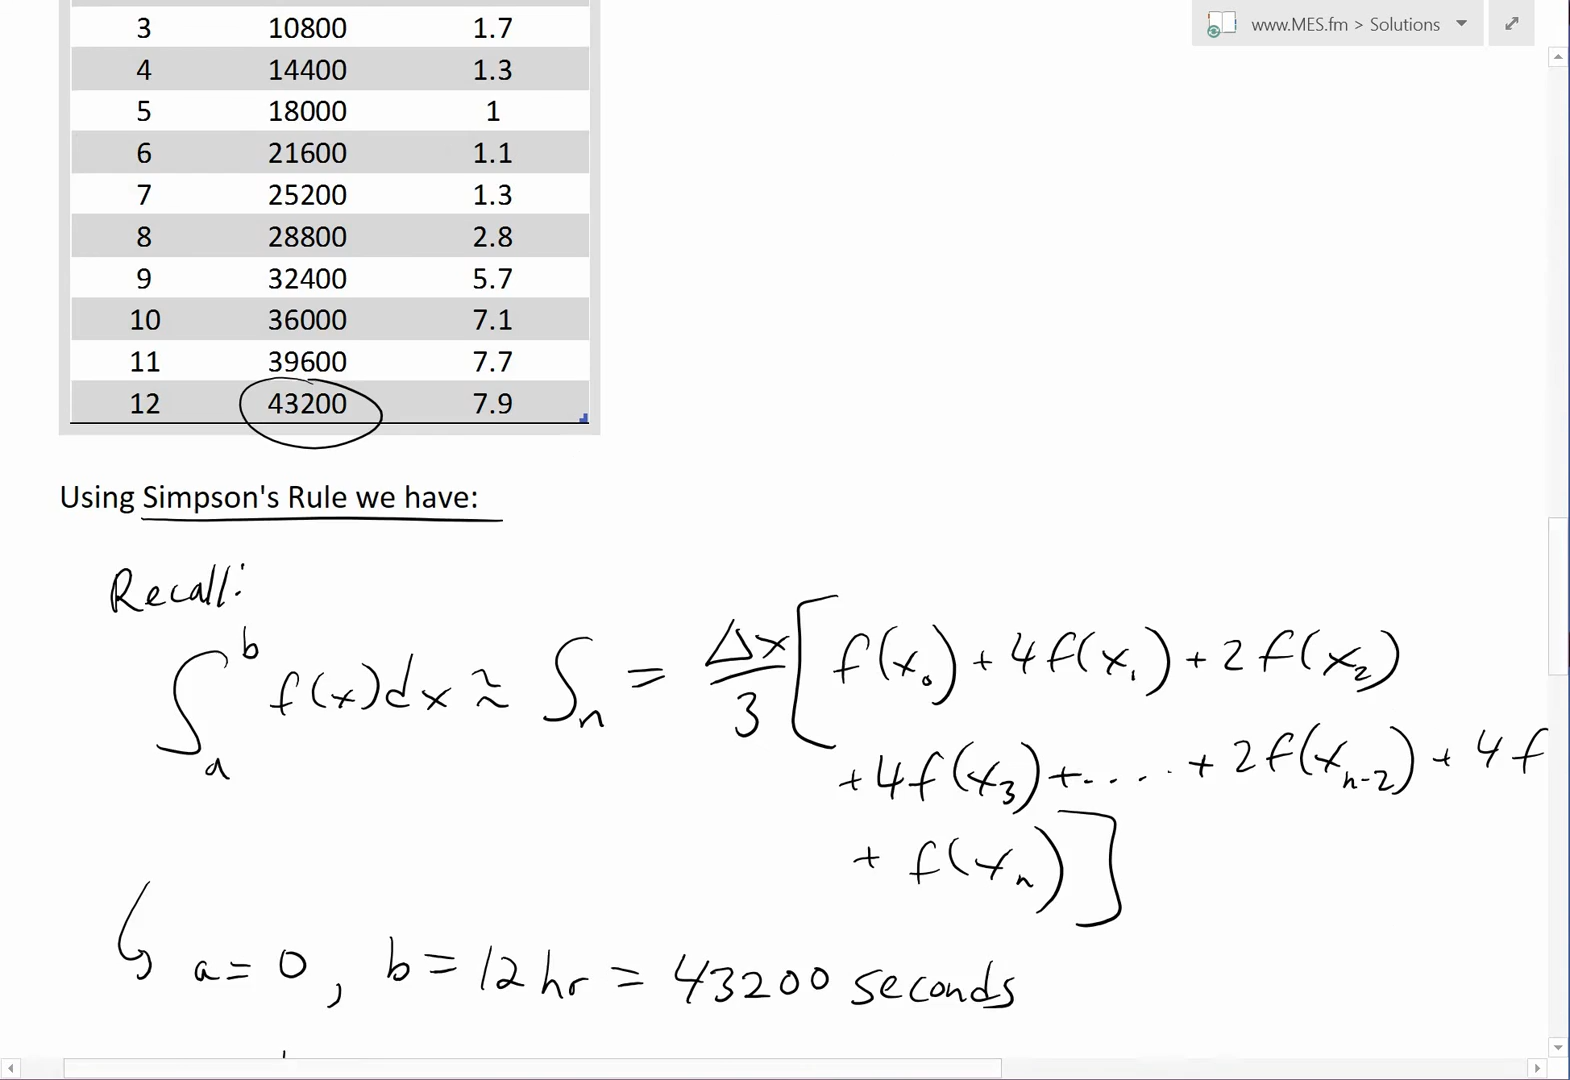 www.MES.fm > Solutions
3 10800 1.7
4 14400 1.3
5 18000 1
6 21600 1.1
7 25200 1.3
8 28800 2.8
9 32400 5.7
10 36000 7.1
11 39600 7.7
12 43200 7.9
Using Simpson's Rule we have:
Recall:
∫_a^b f(x)dx ≈ S_n = Δx/3 [f(x_0) + 4f(x_1) + 2f(x_2)
+ 4f(x_3) + ..... + 2f(x_{n-2}) + 4f
+ f(x_n)]
a = 0, b = 12 hr = 43200 seconds